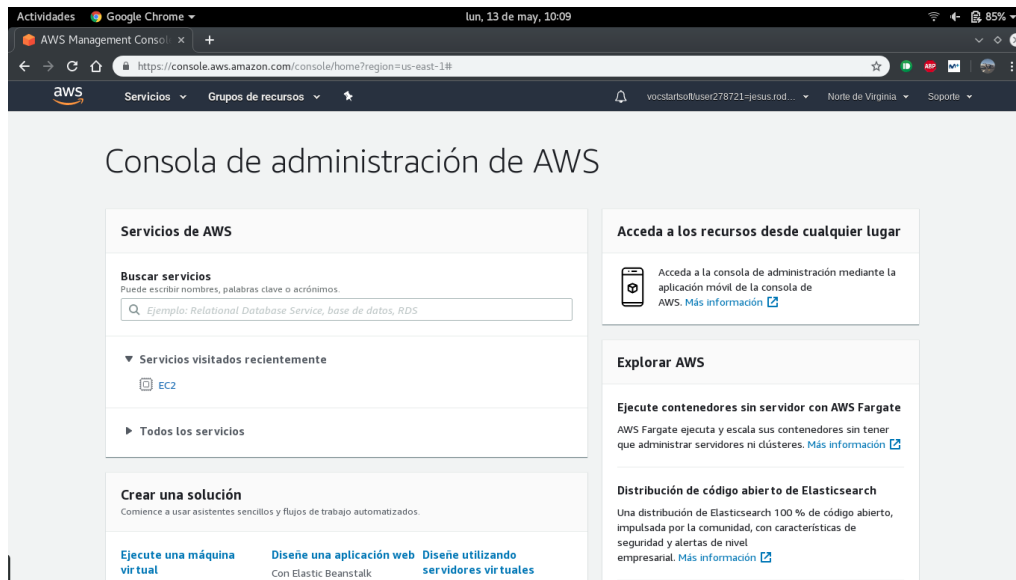 Actividades Google Chrome lun, 13 de may, 10:09 85%
AWS Management Consol
https://console.aws.amazon.com/console/home?region=us-east-1#
ABP
aws Servicios Grupos de recursos vocstartsoft/user278721=jesus.rod... Norte de Virginia Soporte
Consola de administración de AWS
Servicios de AWS
Buscar servicios
Puede escribir nombres, palabras clave o acrónimos.
Ejemplo: Relational Database Service, base de datos, RDS
Servicios visitados recientemente
EC2
Todos los servicios
Crear una solución
Comience a usar asistentes sencillos y flujos de trabajo automatizados.
Ejecute una máquina
virtual
Diseñe una aplicación web
Con Elastic Beanstalk
Diseñe utilizando
servidores virtuales
Acceda a los recursos desde cualquier lugar
Acceda a la consola de administración mediante la
aplicación móvil de la consola de
AWS. Más información
Explorar AWS
Ejecute contenedores sin servidor con AWS Fargate
AWS Fargate ejecuta y escala sus contenedores sin tener
que administrar servidores ni clústeres. Más información
Distribución de código abierto de Elasticsearch
Una distribución de Elasticsearch 100 % de código abierto,
impulsada por la comunidad, con características de
seguridad y alertas de nivel
empresarial. Más información